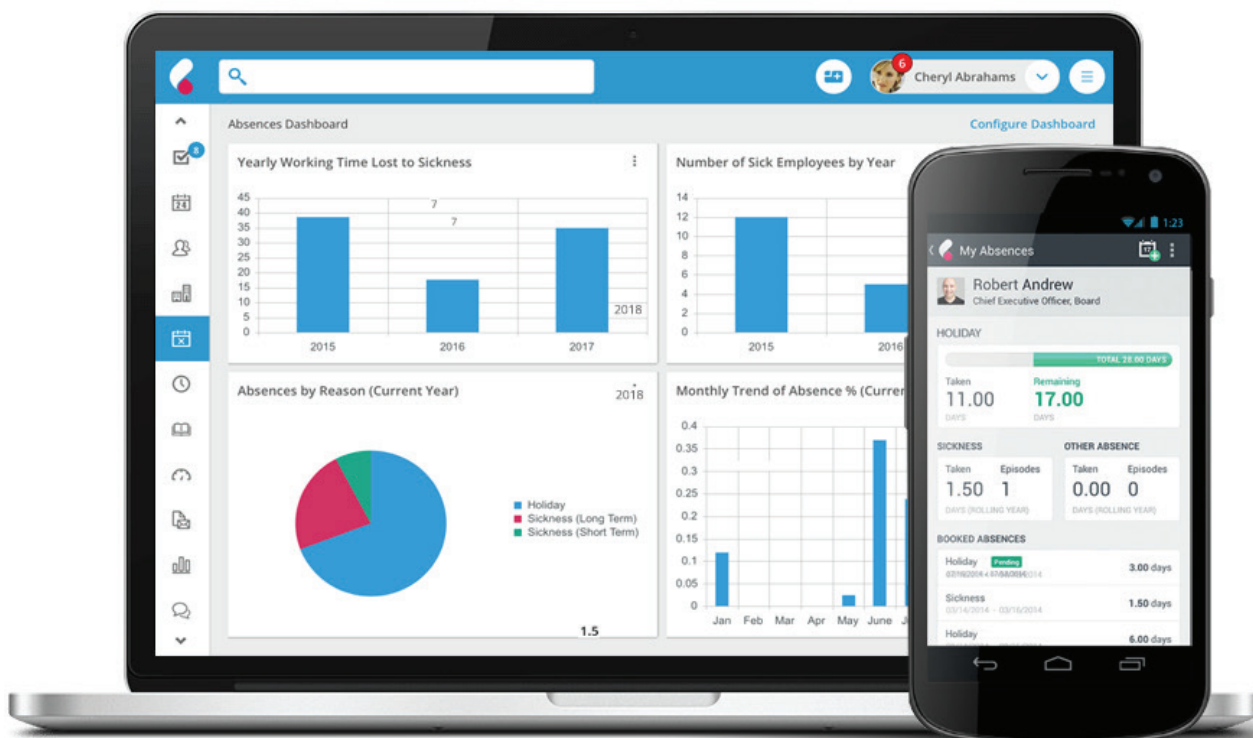 6
Cheryl Abrahams
Absences Dashboard
Configure Dashboard
8
24
Yearly Working Time Lost to Sickness
45
40
35
30
25
20
15
10
5
0
7
7
2018
2015 2016 2017
Number of Sick Employees by Year
14
12
10
8
6
4
2
0
2015 2016
Absences by Reason (Current Year)
2018
Holiday
Sickness (Long Term)
Sickness (Short Term)
1.5
Monthly Trend of Absence % (Curre
0.4
0.35
0.3
0.25
0.2
0.15
0.1
0.05
0
Jan Feb Mar Apr May June
1:23
My Absences
17
Robert Andrew
Chief Executive Officer, Board
HOLIDAY
TOTAL 28.00 DAYS
Taken Remaining
11.00 17.00
DAYS DAYS
SICKNESS
Taken Episodes
1.50 1
DAYS (ROLLING YEAR)
OTHER ABSENCE
Taken Episodes
0.00 0
DAYS (ROLLING YEAR)
BOOKED ABSENCES
Holiday Pending
3.00 days
Sickness
03/14/2014 - 03/16/2014
1.50 days
Holiday
6.00 days